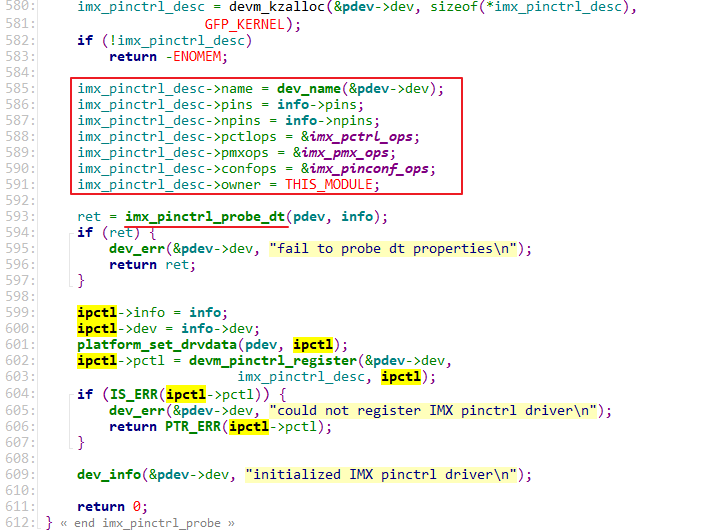 580: imx_pinctrl_desc = devm_kzalloc(&pdev->dev, sizeof(*imx_pinctrl_desc),
581: GFP_KERNEL);
582: if (!imx_pinctrl_desc)
583: return -ENOMEM;
584:
585: imx_pinctrl_desc->name = dev_name(&pdev->dev);
586: imx_pinctrl_desc->pins = info->pins;
587: imx_pinctrl_desc->npins = info->npins;
588: imx_pinctrl_desc->pctlops = &imx_pctrl_ops;
589: imx_pinctrl_desc->pmxops = &imx_pmx_ops;
590: imx_pinctrl_desc->confops = &imx_pinconf_ops;
591: imx_pinctrl_desc->owner = THIS_MODULE;
592:
593: ret = imx_pinctrl_probe_dt(pdev, info);
594: if (ret) {
595: dev_err(&pdev->dev, "fail to probe dt properties\n");
596: return ret;
597: }
598:
599: ipctl->info = info;
600: ipctl->dev = info->dev;
601: platform_set_drvdata(pdev, ipctl);
602: ipctl->pctl = devm_pinctrl_register(&pdev->dev,
603: imx_pinctrl_desc, ipctl);
604: if (IS_ERR(ipctl->pctl)) {
605: dev_err(&pdev->dev, "could not register IMX pinctrl driver\n");
606: return PTR_ERR(ipctl->pctl);
607: }
608:
609: dev_info(&pdev->dev, "initialized IMX pinctrl driver\n");
610:
611: return 0;
612: } « end imx_pinctrl_probe »